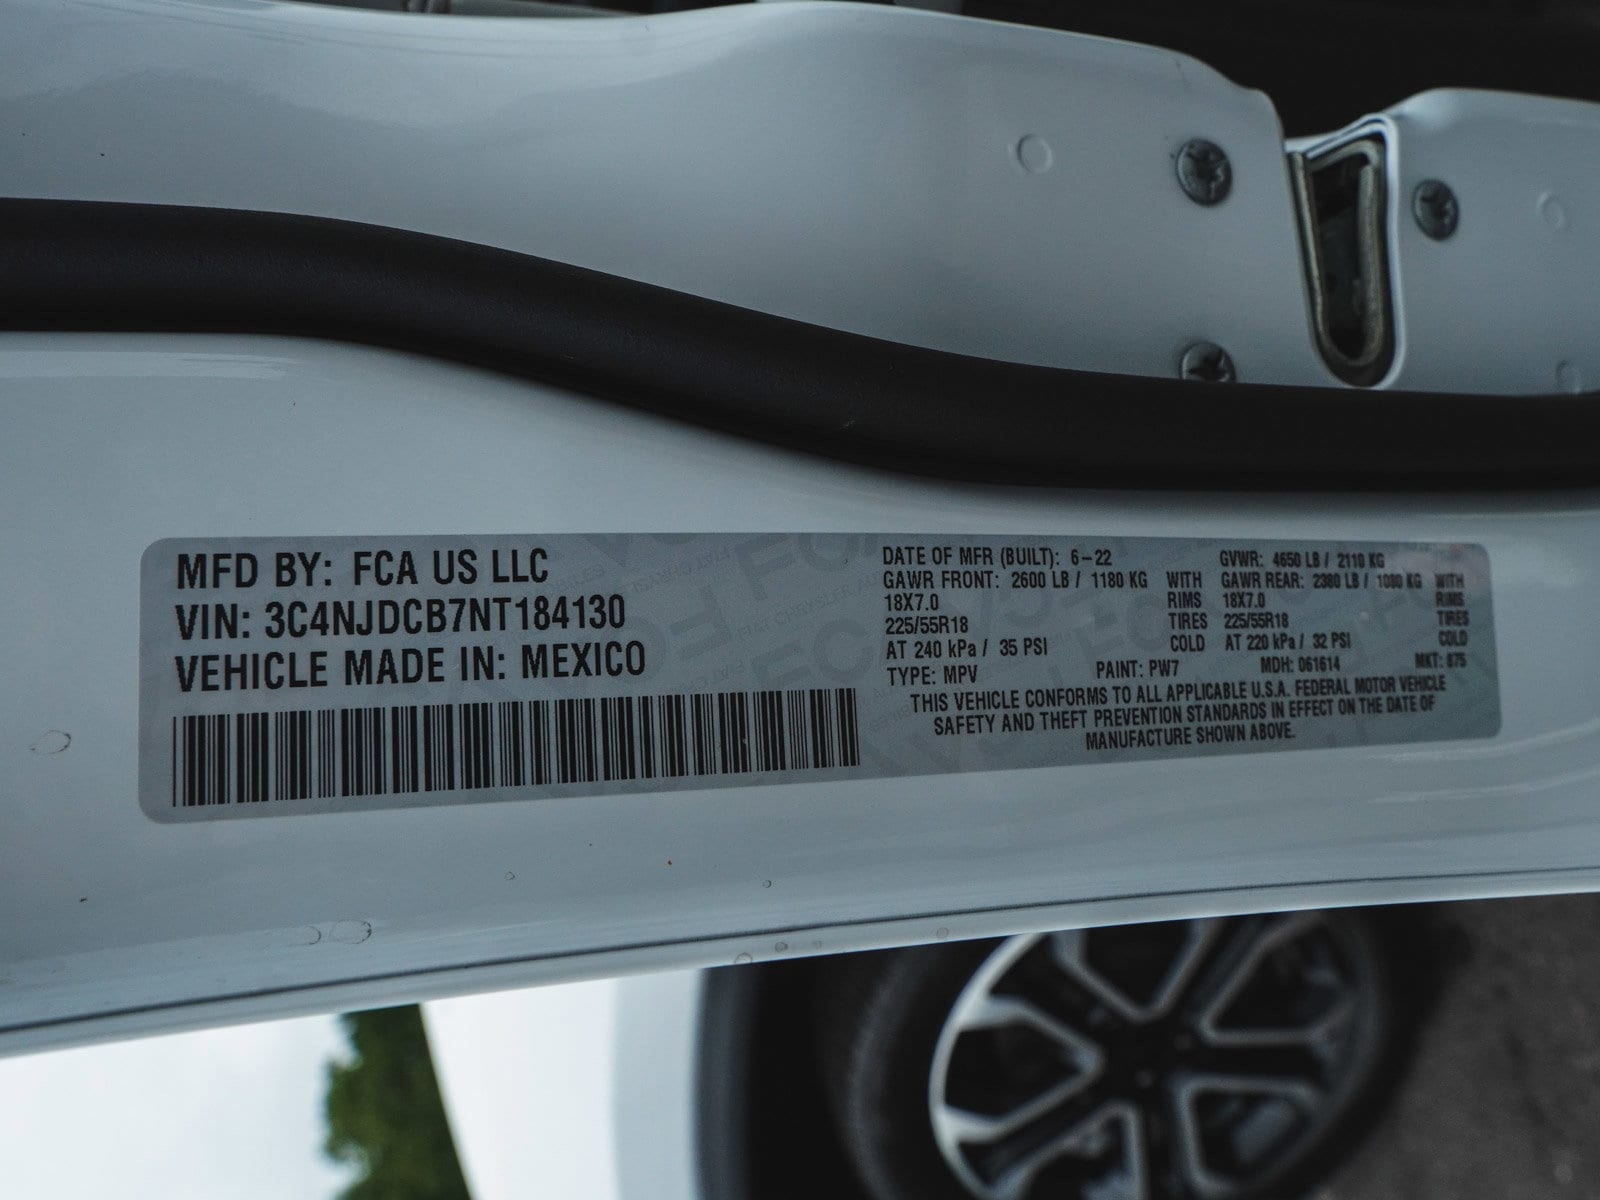 MFD BY: FCA US LLC
VIN: 3C4NJDCB7NT184130
VEHICLE MADE IN: MEXICO
DATE OF MFR (BUILT): 6-22 GVWR: 4650 LB / 2110 KG
GAWR FRONT: 2600 LB / 1180 KG WITH GAWR REAR: 2380 LB / 1080 KG WITH
18X7.0 RIMS 18X7.0 RIMS
225/55R18 TIRES 225/55R18 TIRES
AT 240 kPa / 35 PSI COLD AT 220 kPa / 32 PSI COLD
TYPE: MPV PAINT: PW7 MDH: 061614 MKT: 875
THIS VEHICLE CONFORMS TO ALL APPLICABLE U.S.A. FEDERAL MOTOR VEHICLE
SAFETY AND THEFT PREVENTION STANDARDS IN EFFECT ON THE DATE OF
MANUFACTURE SHOWN ABOVE.